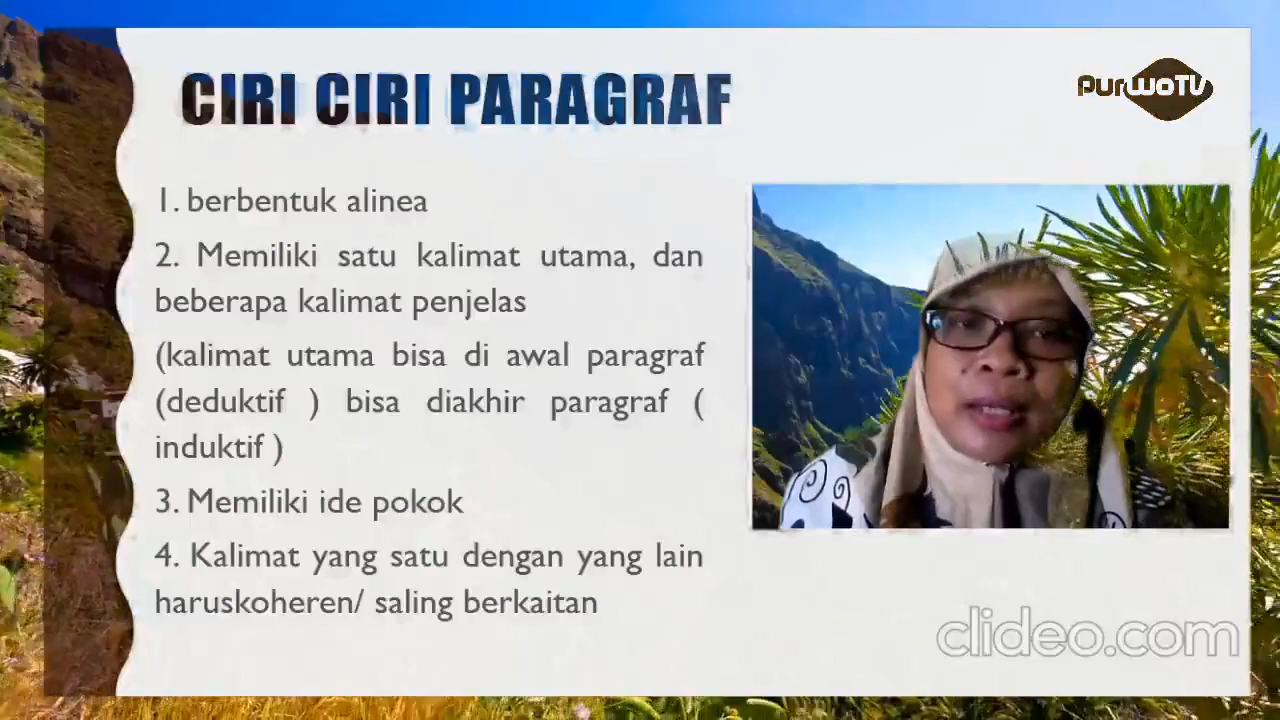 CIRI CIRI PARAGRAF
PURWOTV
1. berbentuk alinea
2. Memiliki satu kalimat utama, dan
beberapa kalimat penjelas
(kalimat utama bisa di awal paragraf
(deduktif ) bisa diakhir paragraf (
induktif )
3. Memiliki ide pokok
4. Kalimat yang satu dengan yang lain
haruskoheren/ saling berkaitan
clideo.com